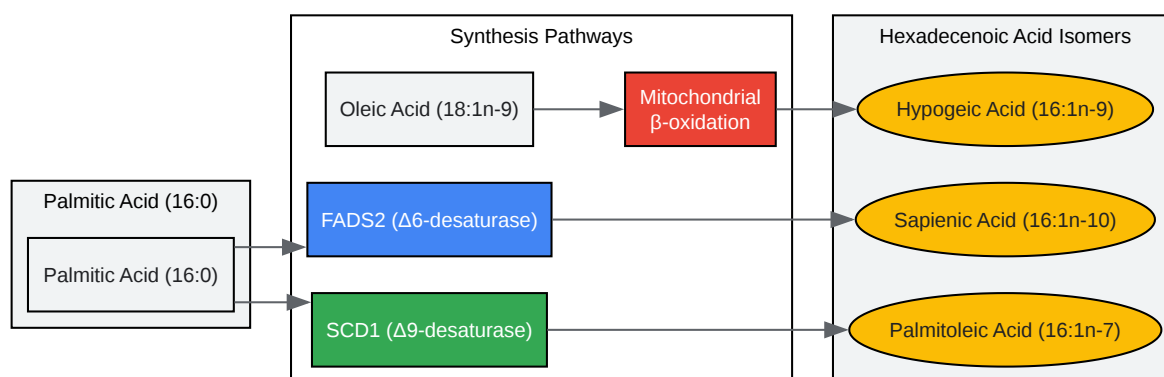 Synthesis Pathways
Hexadecenoic Acid Isomers
Oleic Acid (18:1n-9)
Mitochondrial
β-oxidation
Hypogeic Acid (16:1n-9)
Palmitic Acid (16:0)
Palmitic Acid (16:0)
FADS2 (Δ6-desaturase)
Sapienic Acid (16:1n-10)
SCD1 (Δ9-desaturase)
Palmitoleic Acid (16:1n-7)